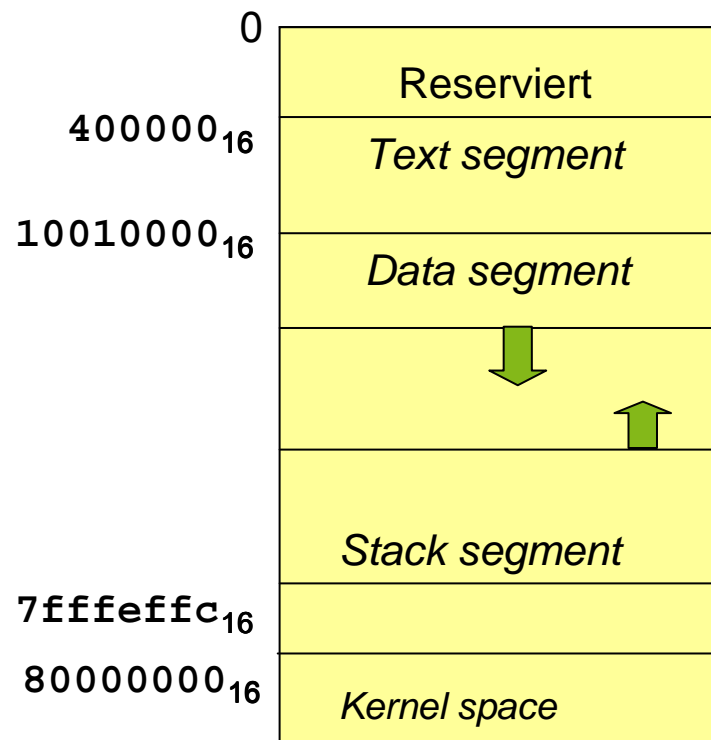 0
Reserviert
400000₁₆
Text segment
10010000₁₆
Data segment
Stack segment
7fffeffc₁₆
80000000₁₆
Kernel space